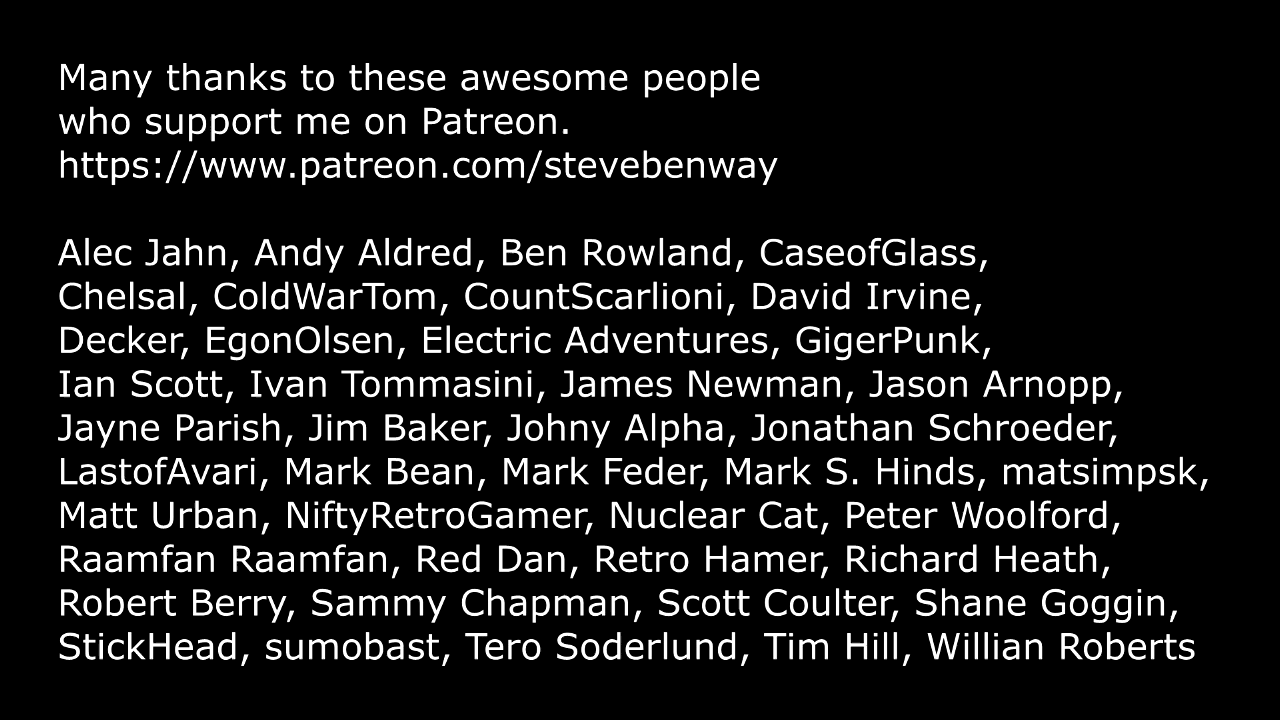 Many thanks to these awesome people
who support me on Patreon.
https://www.patreon.com/stevebenway
Alec Jahn, Andy Aldred, Ben Rowland, CaseofGlass,
Chelsal, ColdWarTom, CountScarlioni, David Irvine,
Decker, EgonOlsen, Electric Adventures, GigerPunk,
Ian Scott, Ivan Tommasini, James Newman, Jason Arnopp,
Jayne Parish, Jim Baker, Johny Alpha, Jonathan Schroeder,
LastofAvari, Mark Bean, Mark Feder, Mark S. Hinds, matsimpsk,
Matt Urban, NiftyRetroGamer, Nuclear Cat, Peter Woolford,
Raamfan Raamfan, Red Dan, Retro Hamer, Richard Heath,
Robert Berry, Sammy Chapman, Scott Coulter, Shane Goggin,
StickHead, sumobast, Tero Soderlund, Tim Hill, Willian Roberts